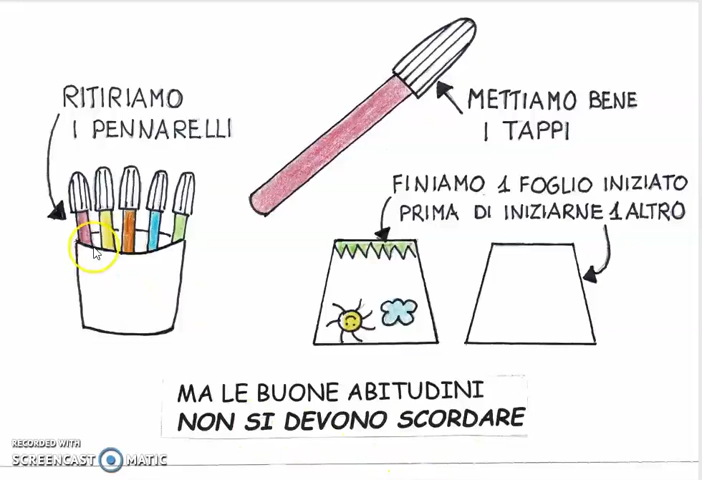 RITIRIAMO
I PENNARELLI
METTIAMO BENE
I TAPPI
FINIAMO 1 FOGLIO INIZIATO
PRIMA DI INIZIARNE 1 ALTRO
MA LE BUONE ABITUDINI
NON SI DEVONO SCORDARE
RECORDED WITH
SCREENCAST MATIC